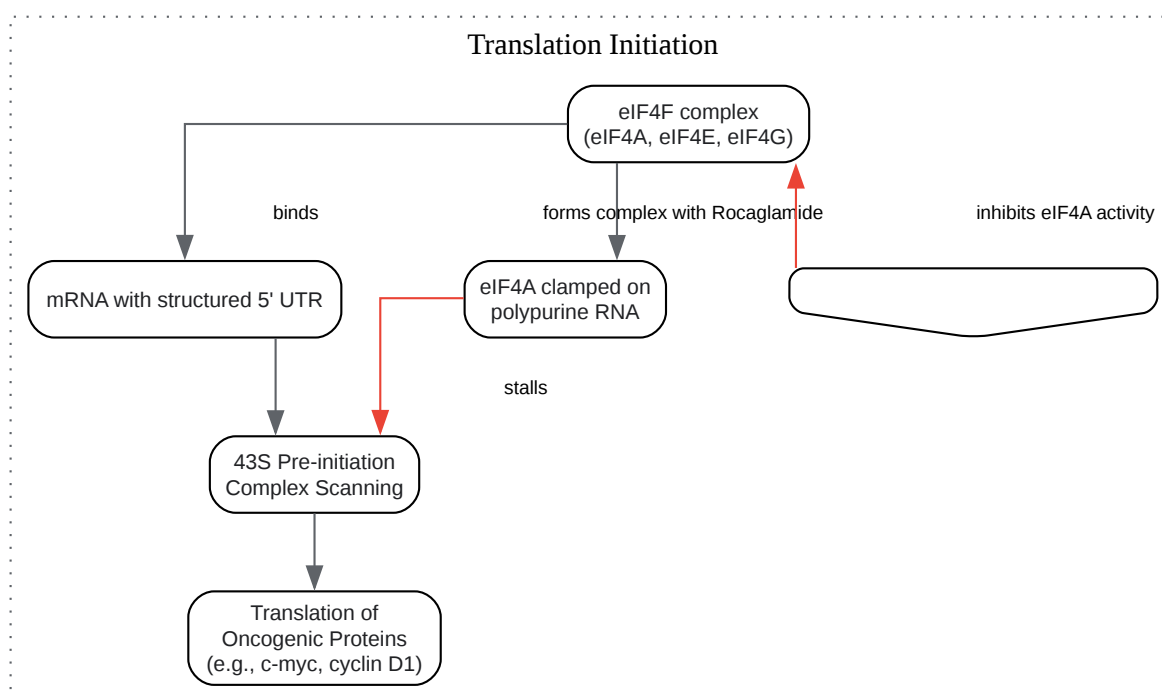 Translation Initiation
eIF4F complex
(eIF4A, eIF4E, eIF4G)
binds
forms complex with Rocaglamide
inhibits eIF4A activity
mRNA with structured 5' UTR
eIF4A clamped on
polypurine RNA
stalls
43S Pre-initiation
Complex Scanning
Translation of
Oncogenic Proteins
(e.g., c-myc, cyclin D1)